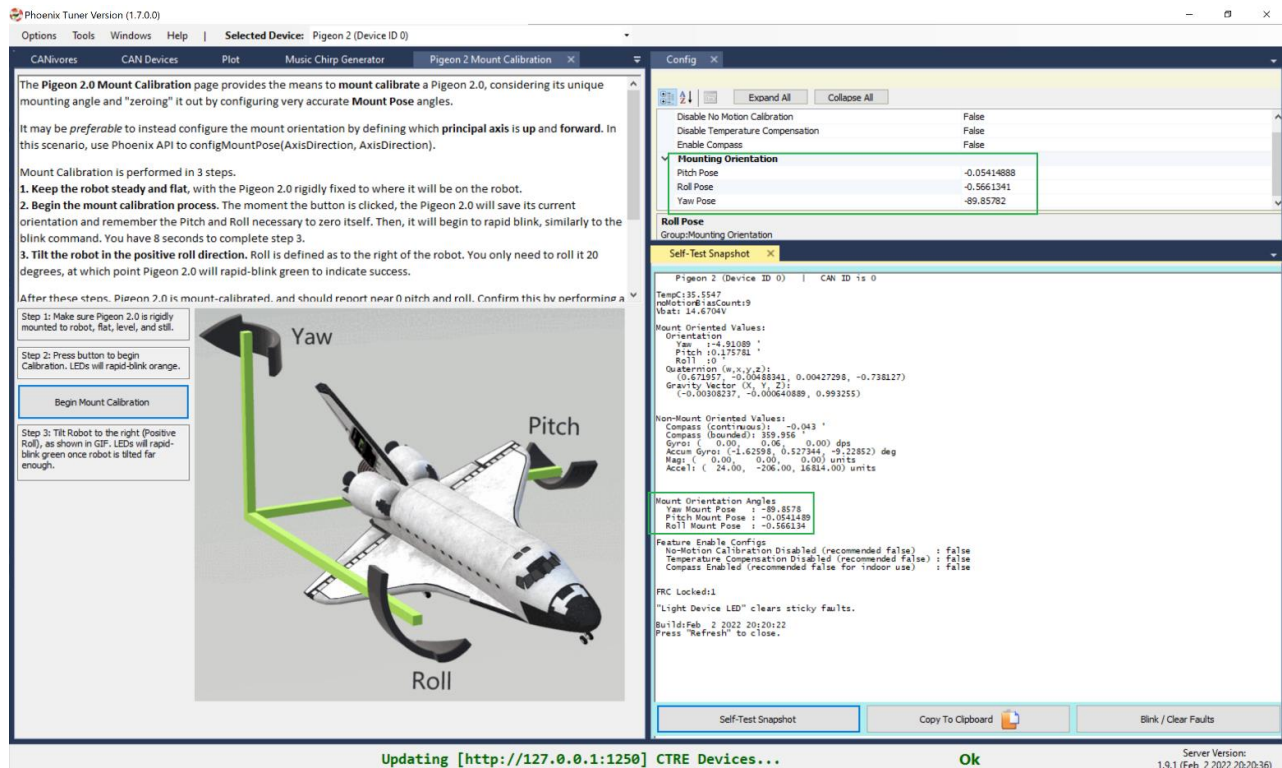 Phoenix Tuner Version (1.7.0.0)
Options Tools Windows Help | Selected Device: Pigeon 2 (Device ID 0)
CANivores CAN Devices Plot Music Chirp Generator Pigeon 2 Mount Calibration
The Pigeon 2.0 Mount Calibration page provides the means to mount calibrate a Pigeon 2.0, considering its unique
mounting angle and "zeroing" it out by configuring very accurate Mount Pose angles.
It may be preferable to instead configure the mount orientation by defining which principal axis is up and forward. In
this scenario, use Phoenix API to configMountPose(AxisDirection, AxisDirection).
Mount Calibration is performed in 3 steps.
1. Keep the robot steady and flat, with the Pigeon 2.0 rigidly fixed to where it will be on the robot.
2. Begin the mount calibration process. The moment the button is clicked, the Pigeon 2.0 will save its current
orientation and remember the Pitch and Roll necessary to zero itself. Then, it will begin to rapid blink, similarly to the
blink command. You have 8 seconds to complete step 3.
3. Tilt the robot in the positive roll direction. Roll is defined as to the right of the robot. You only need to roll it 20
degrees, at which point Pigeon 2.0 will rapid-blink green to indicate success.
After these steps, Pigeon 2.0 is mount-calibrated, and should report near 0 pitch and roll. Confirm this by performing a
Step 1: Make sure Pigeon 2.0 is rigidly
mounted to robot, flat, level, and still.
Step 2: Press button to begin
Calibration. LEDs will rapid-blink orange.
Begin Mount Calibration
Step 3: Tilt Robot to the right (Positive
Roll), as shown in GIF. LEDs will rapid-
blink green once robot is tilted far
enough.
Yaw
Pitch
Roll
Config
Expand All Collapse All
Disable No Motion Calibration False
Disable Temperature Compensation False
Enable Compass False
Mounting Orientation
Pitch Pose -0.05414888
Roll Pose -0.5661341
Yaw Pose -89.85782
Roll Pose
Group:Mounting Orientation
Self-Test Snapshot
Pigeon 2 (Device ID 0) | CAN ID is 0
TempC:35.5547
noMotionBiasCount:9
Vbat: 14.6704V
Mount Oriented Values:
Orientation
Yaw :-4.91089 '
Pitch :0.175781 '
Roll :0 '
Quaternion (w,x,y,z):
(0.671957, -0.00488341, 0.00427298, -0.738127)
Gravity Vector (X, Y, Z):
(-0.00308237, -0.000640889, 0.993255)
Non-Mount Oriented Values:
Compass (continuous): -0.043 '
Compass (bounded): 359.956 '
Gyro: ( 0.00, 0.06, 0.00) dps
Accum Gyro: (-1.62598, 0.527344, -9.22852) deg
Mag: ( 0.00, 0.00, 0.00) units
Accel: ( 24.00, -206.00, 16814.00) units
Mount Orientation Angles
Yaw Mount Pose : -89.8578
Pitch Mount Pose : -0.0541489
Roll Mount Pose : -0.566134
Feature Enable Configs
No-Motion Calibration Disabled (recommended false) : false
Temperature Compensation Disabled (recommended false) : false
Compass Enabled (recommended false for indoor use) : false
FRC Locked:1
"Light Device LED" clears sticky faults.
Build:Feb 2 2022 20:20:22
Press "Refresh" to close.
Self-Test Snapshot Copy To Clipboard Blink / Clear Faults
Updating [http://127.0.0.1:1250] CTRE Devices... Ok
Server Version:
1.9.1 (Feb 2 2022 20:20:36)